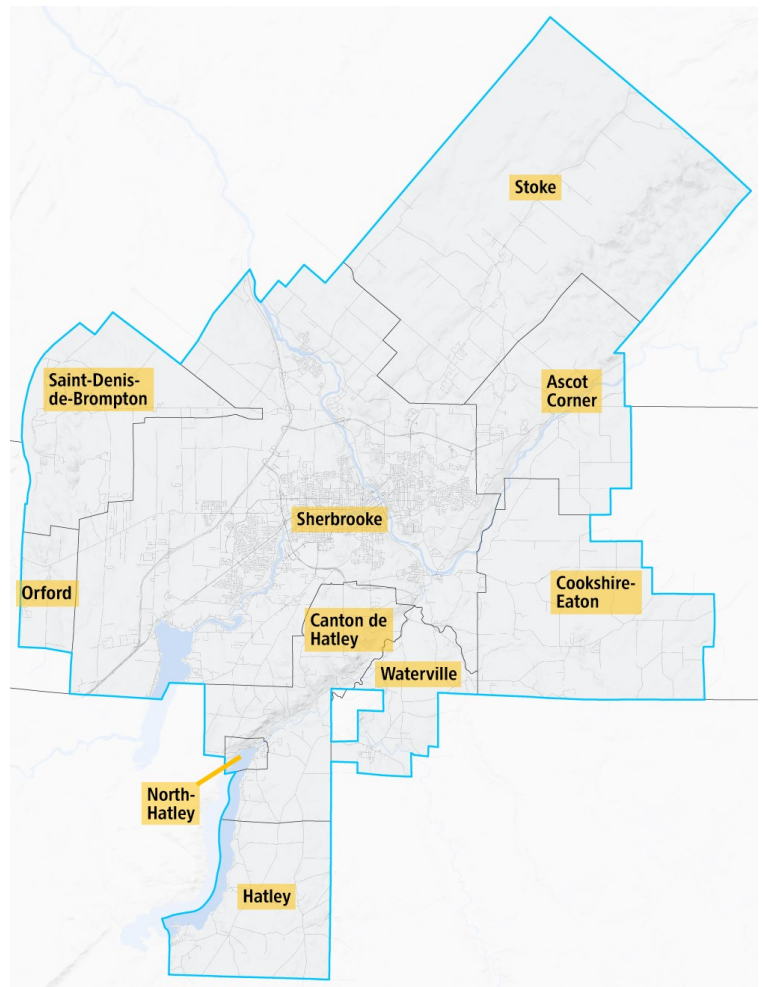 Stoke
Saint-Denis-
de-Brompton
Ascot
Corner
Sherbrooke
Orford
Cookshire-
Eaton
Canton de
Hatley
Waterville
North-
Hatley
Hatley